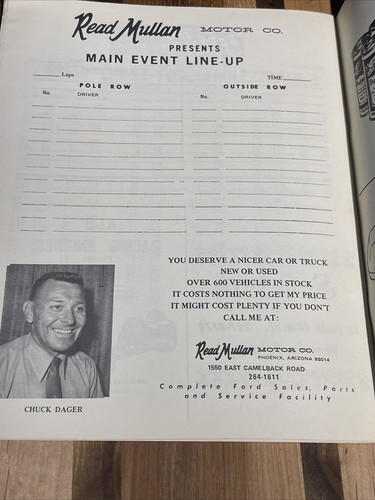 Read Mullan MOTOR CO.
PRESENTS
MAIN EVENT LINE-UP
Laps TIME
POLE ROW OUTSIDE ROW
No. DRIVER No. DRIVER
YOU DESERVE A NICER CAR OR TRUCK
NEW OR USED
OVER 600 VEHICLES IN STOCK
IT COSTS NOTHING TO GET MY PRICE
IT MIGHT COST PLENTY IF YOU DON'T
CALL ME AT:
Read Mullan MOTOR CO.
PHOENIX, ARIZONA 85014
1550 EAST CAMELBACK ROAD
264-1611
Complete Ford Sales, Parts
and Service Facility
CHUCK DAGER